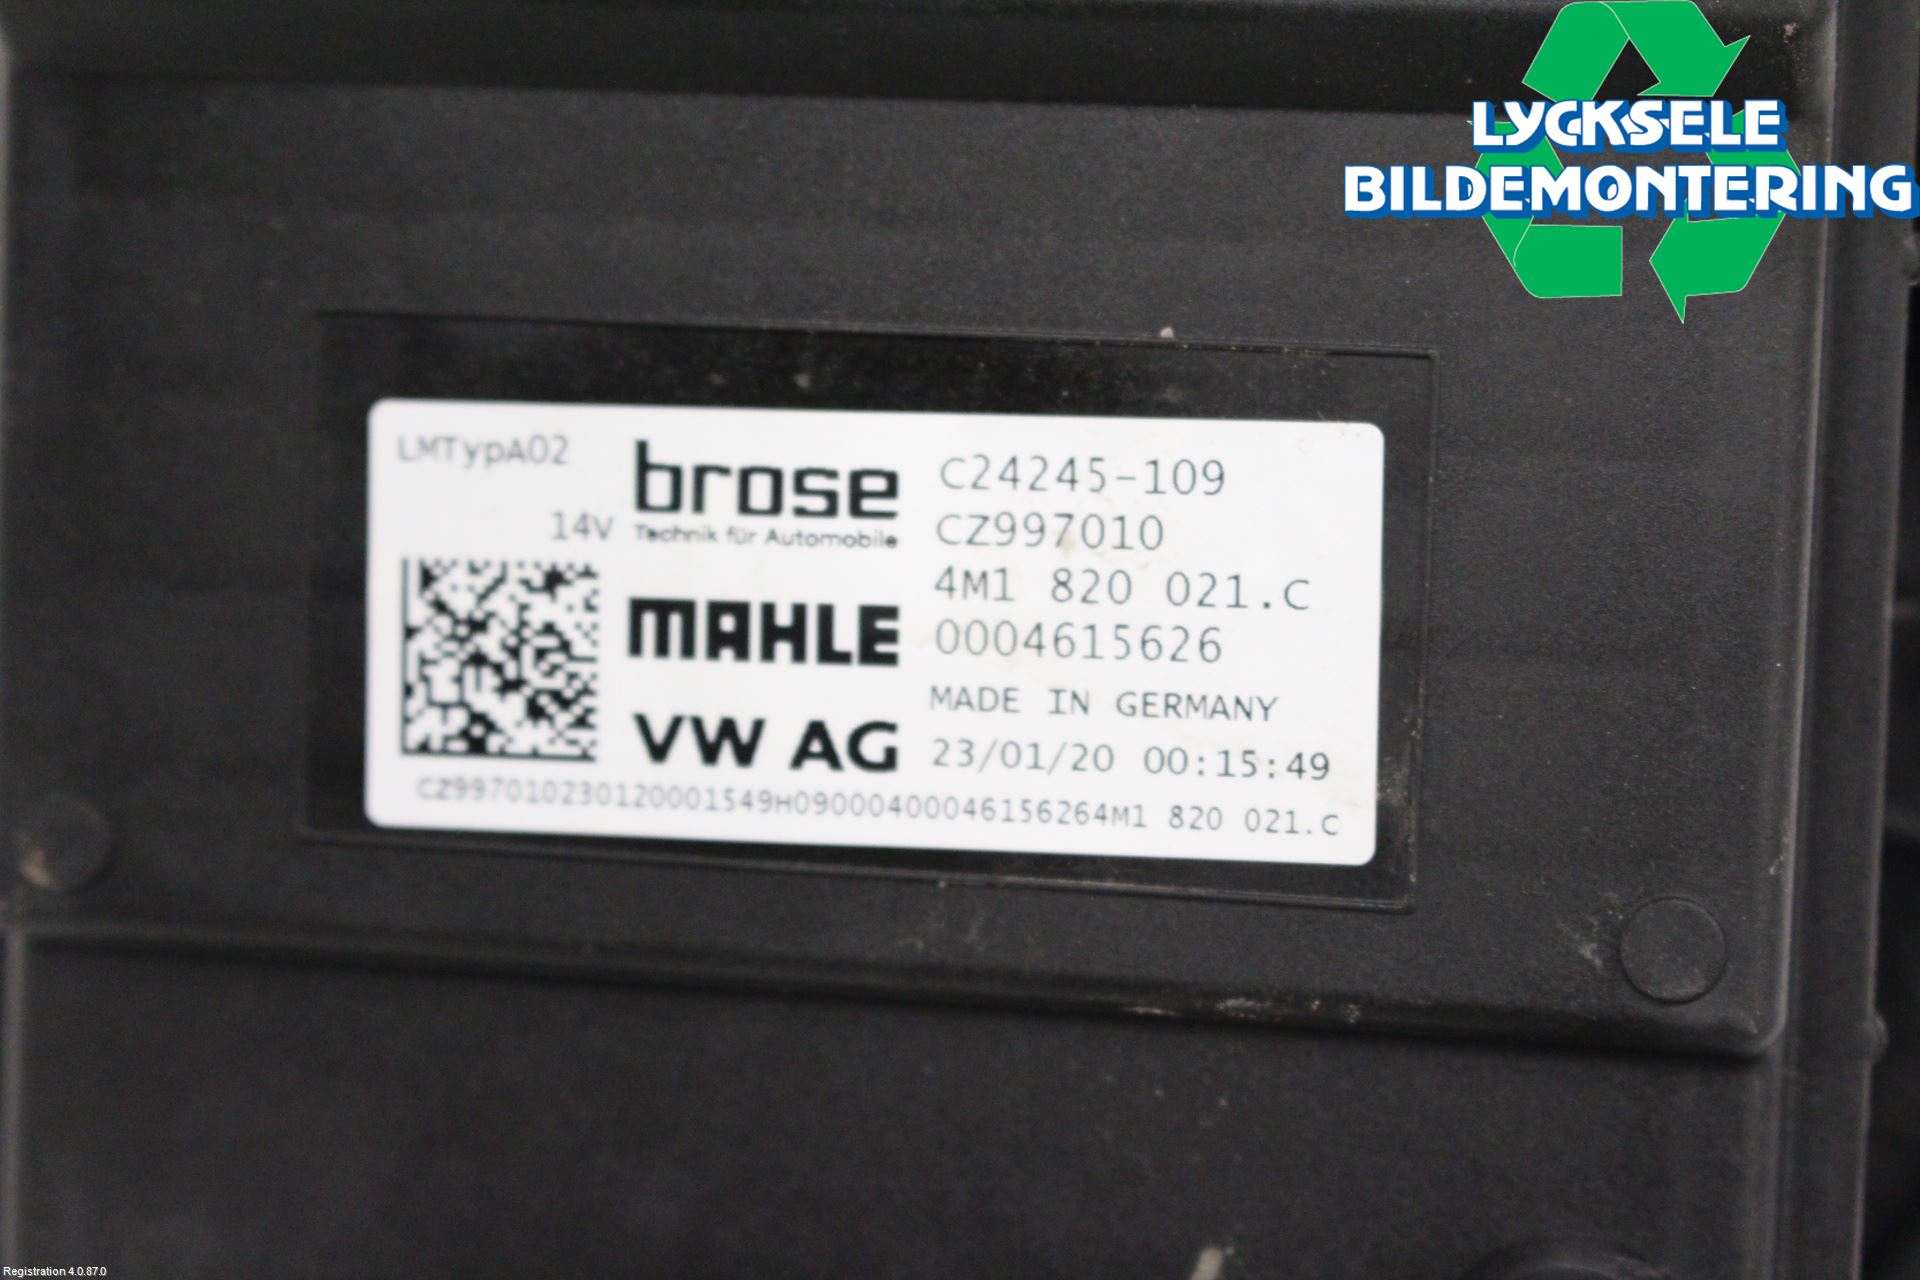 LYCKSELE
BILDEMONTERING
LMTypA02
14V
brose
Technik für Automobile
MAHLE
VW AG
C24245-109
CZ997010
4M1 820 021.C
0004615626
MADE IN GERMANY
23/01/20 00:15:49
CZ997010230120001549H09000400046156264M1 820 021.C
Registration 4.0.87.0